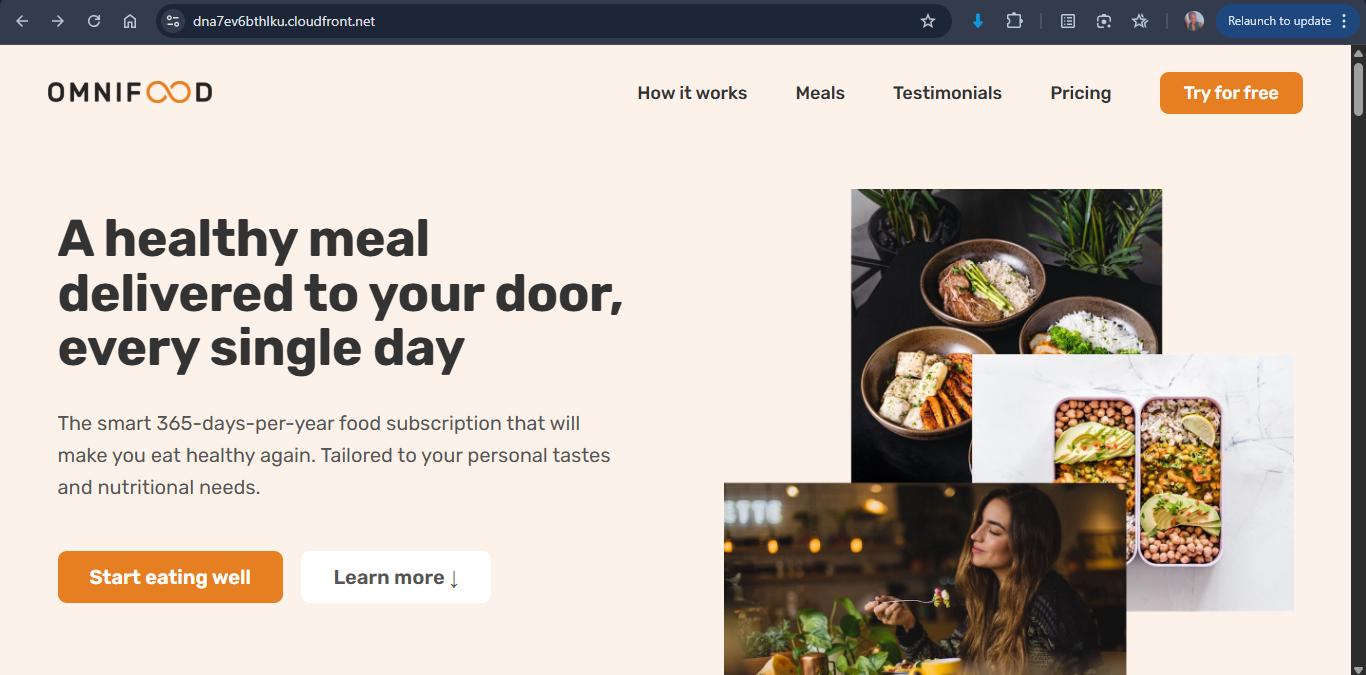 dna7ev6bthlku.cloudfront.net
Relaunch to update
OMNIFOOD
How it works
Meals
Testimonials
Pricing
Try for free
A healthy meal
delivered to your door,
every single day
The smart 365-days-per-year food subscription that will
make you eat healthy again. Tailored to your personal tastes
and nutritional needs.
Start eating well
Learn more ↓